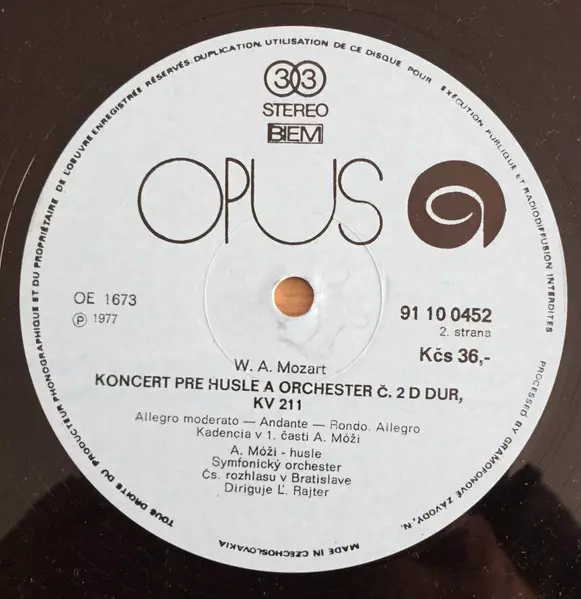 TOUS DROITS DU PRODUCTEUR PHONOGRAPHIQUE ET DU PROPRIÉTAIRE DE L'OEUVRE ENREGISTRÉE RÉSERVÉS. DUPLICATION, UTILISATION DE CE DISQUE POUR EXÉCUTION PUBLIQUE ET RADIODIFFUSION INTERDITES
33
STEREO
BIEM
OPUS
OE 1673
℗ 1977
91 10 0452
2. strana
Kčs 36,-
W. A. Mozart
KONCERT PRE HUSLE A ORCHESTER Č. 2 D DUR,
KV 211
Allegro moderato — Andante — Rondo. Allegro
Kadencia v 1. časti A. Móži
A. Móži - husle
Symfonický orchester
Čs. rozhlasu v Bratislave
Diriguje Ľ. Rajter
PROCESSED BY GRAMOFONOVÉ ZÁVODY, N.
MADE IN CZECHOSLOVAKIA